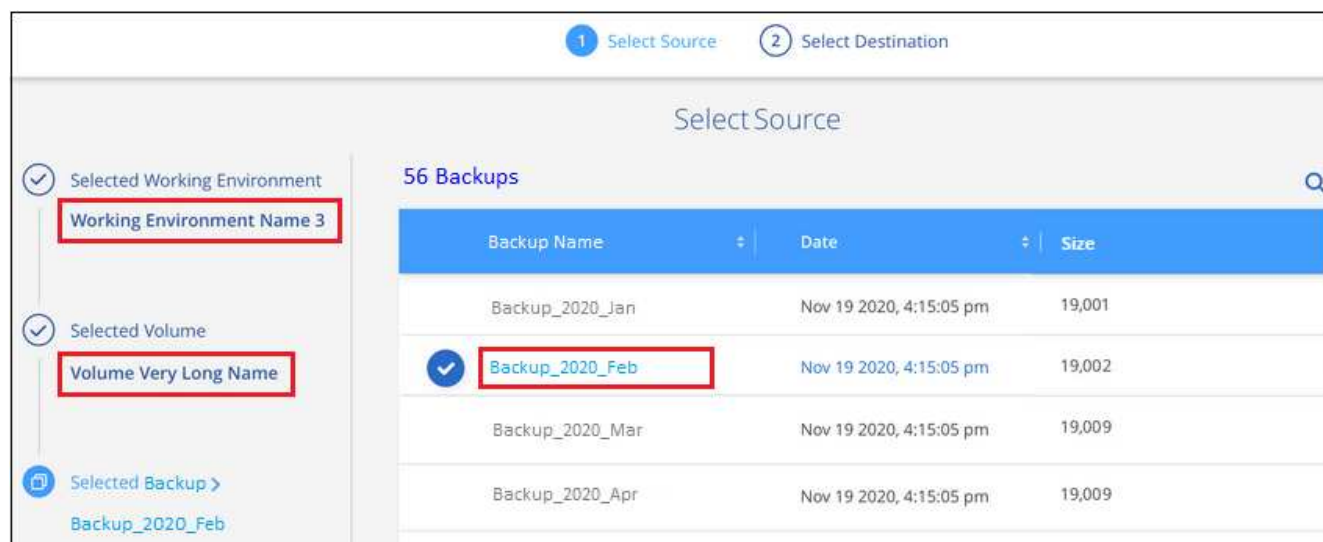 1 Select Source 2 Select Destination
Select Source
Selected Working Environment
Working Environment Name 3
Selected Volume
Volume Very Long Name
Selected Backup >
Backup_2020_Feb
56 Backups
Backup Name Date Size
Backup_2020_Jan Nov 19 2020, 4:15:05 pm 19,001
Backup_2020_Feb Nov 19 2020, 4:15:05 pm 19,002
Backup_2020_Mar Nov 19 2020, 4:15:05 pm 19,009
Backup_2020_Apr Nov 19 2020, 4:15:05 pm 19,009